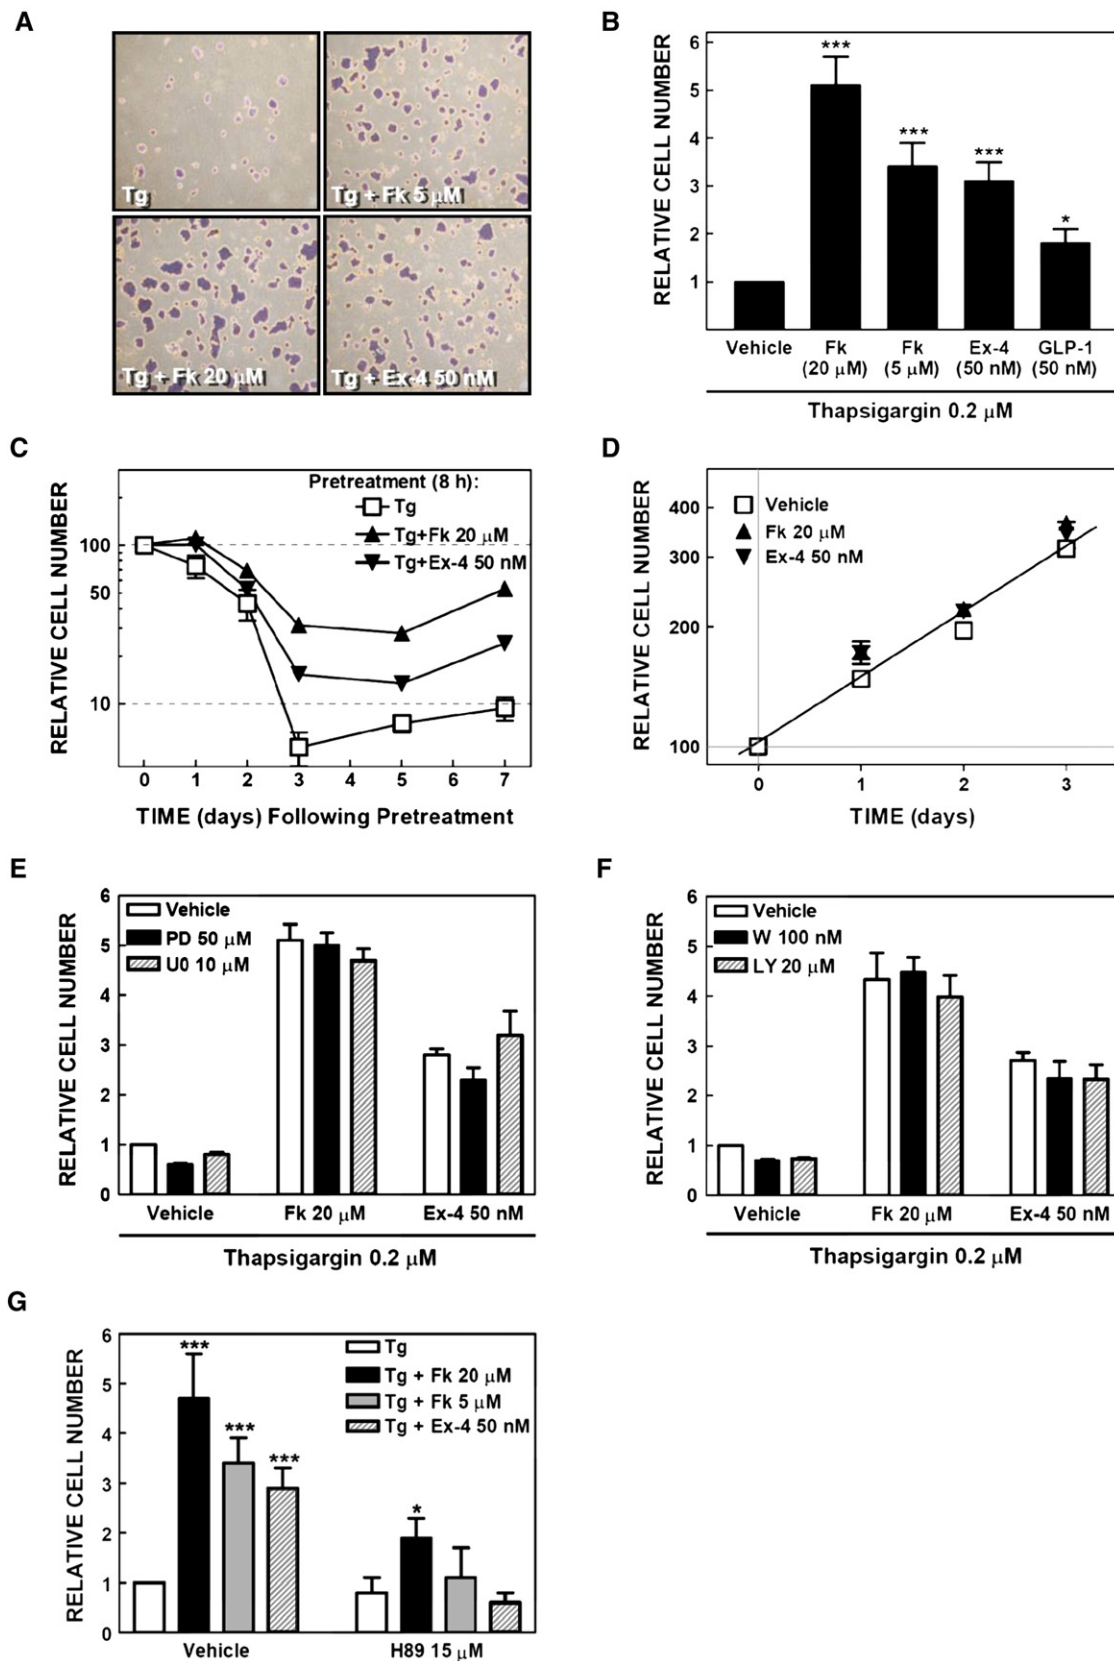 A
Tg
Tg + Fk 5 μM
Tg + Fk 20 μM
Tg + Ex-4 50 nM
B
RELATIVE CELL NUMBER
6
5
4
3
2
1
***
***
***
*
Vehicle Fk (20 μM) Fk (5 μM) Ex-4 (50 nM) GLP-1 (50 nM)
Thapsigargin 0.2 μM
C
RELATIVE CELL NUMBER
100
50
10
Pretreatment (8 h):
Tg
Tg+Fk 20 μM
Tg+Ex-4 50 nM
0 1 2 3 4 5 6 7
TIME (days) Following Pretreatment
D
RELATIVE CELL NUMBER
400
300
200
100
Vehicle
Fk 20 μM
Ex-4 50 nM
0 1 2 3
TIME (days)
E
RELATIVE CELL NUMBER
6
5
4
3
2
1
0
Vehicle
PD 50 μM
U0 10 μM
Vehicle Fk 20 μM Ex-4 50 nM
Thapsigargin 0.2 μM
F
RELATIVE CELL NUMBER
6
5
4
3
2
1
0
Vehicle
W 100 nM
LY 20 μM
Vehicle Fk 20 μM Ex-4 50 nM
Thapsigargin 0.2 μM
G
RELATIVE CELL NUMBER
6
5
4
3
2
1
0
***
***
***
*
Tg
Tg + Fk 20 μM
Tg + Fk 5 μM
Tg + Ex-4 50 nM
Vehicle H89 15 μM